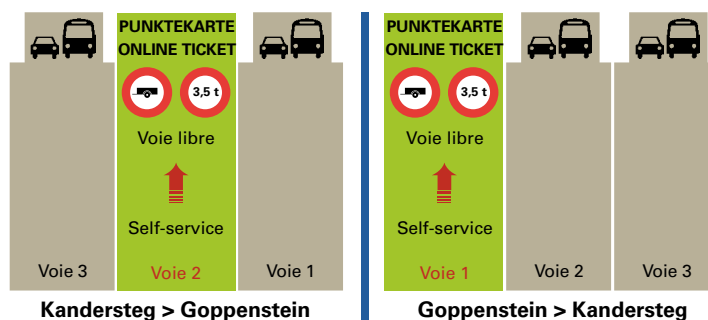 PUNKTEKARTE
ONLINE TICKET
3,5 t
Voie libre
Self-service
Voie 3
Voie 2
Voie 1
Kandersteg > Goppenstein
PUNKTEKARTE
ONLINE TICKET
3,5 t
Voie libre
Self-service
Voie 1
Voie 2
Voie 3
Goppenstein > Kandersteg